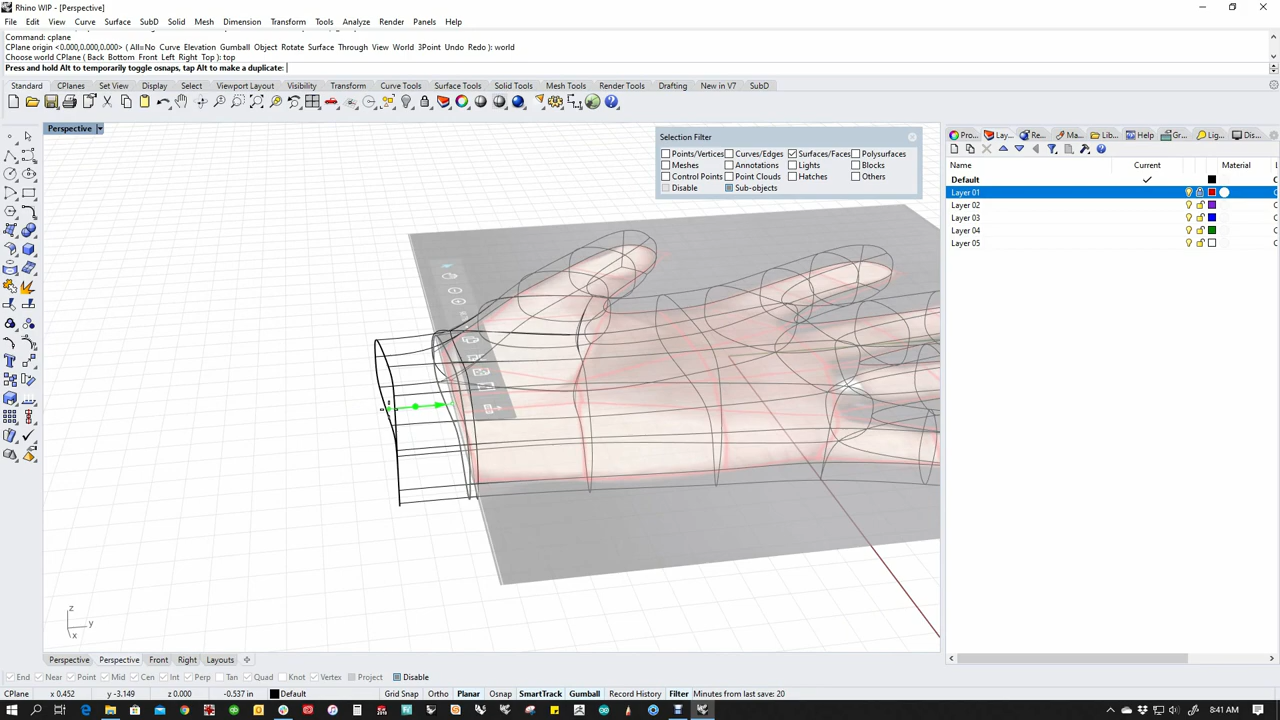 Rhino WIP - [Perspective]
File Edit View Curve Surface SubD Solid Mesh Dimension Transform Tools Analyze Render Panels Help
Command: cplane
CPlane origin <0.000,0.000,0.000> ( All=No Curve Elevation Gumball Object Rotate Surface Through View World 3Point Undo Redo ): world
Choose world CPlane ( Back Bottom Front Left Right Top ): top
Press and hold Alt to temporarily toggle osnaps, tap Alt to make a duplicate:
Standard CPlanes Set View Display Select Viewport Layout Visibility Transform Curve Tools Surface Tools Solid Tools Mesh Tools Render Tools Drafting New in V7 SubD
Perspective
Selection Filter
Points/Vertices Curves/Edges Surfaces/Faces Polysurfaces
Meshes Annotations Lights Blocks
Control Points Point Clouds Hatches Others
Disable Sub-objects
Pro... Lay... Re... Ma... Lib... Help Gr... Lig... Dis...
Name Current Material
Default
Layer 01
Layer 02
Layer 03
Layer 04
Layer 05
z
y
x
Perspective Perspective Front Right Layouts
End Near Point Mid Cen Int Perp Tan Quad Knot Vertex Project Disable
CPlane x 0.452 y -3.149 z 0.000 -0.537 in Default Grid Snap Ortho Planar Osnap SmartTrack Gumball Record History Filter Minutes from last save: 20
8:41 AM